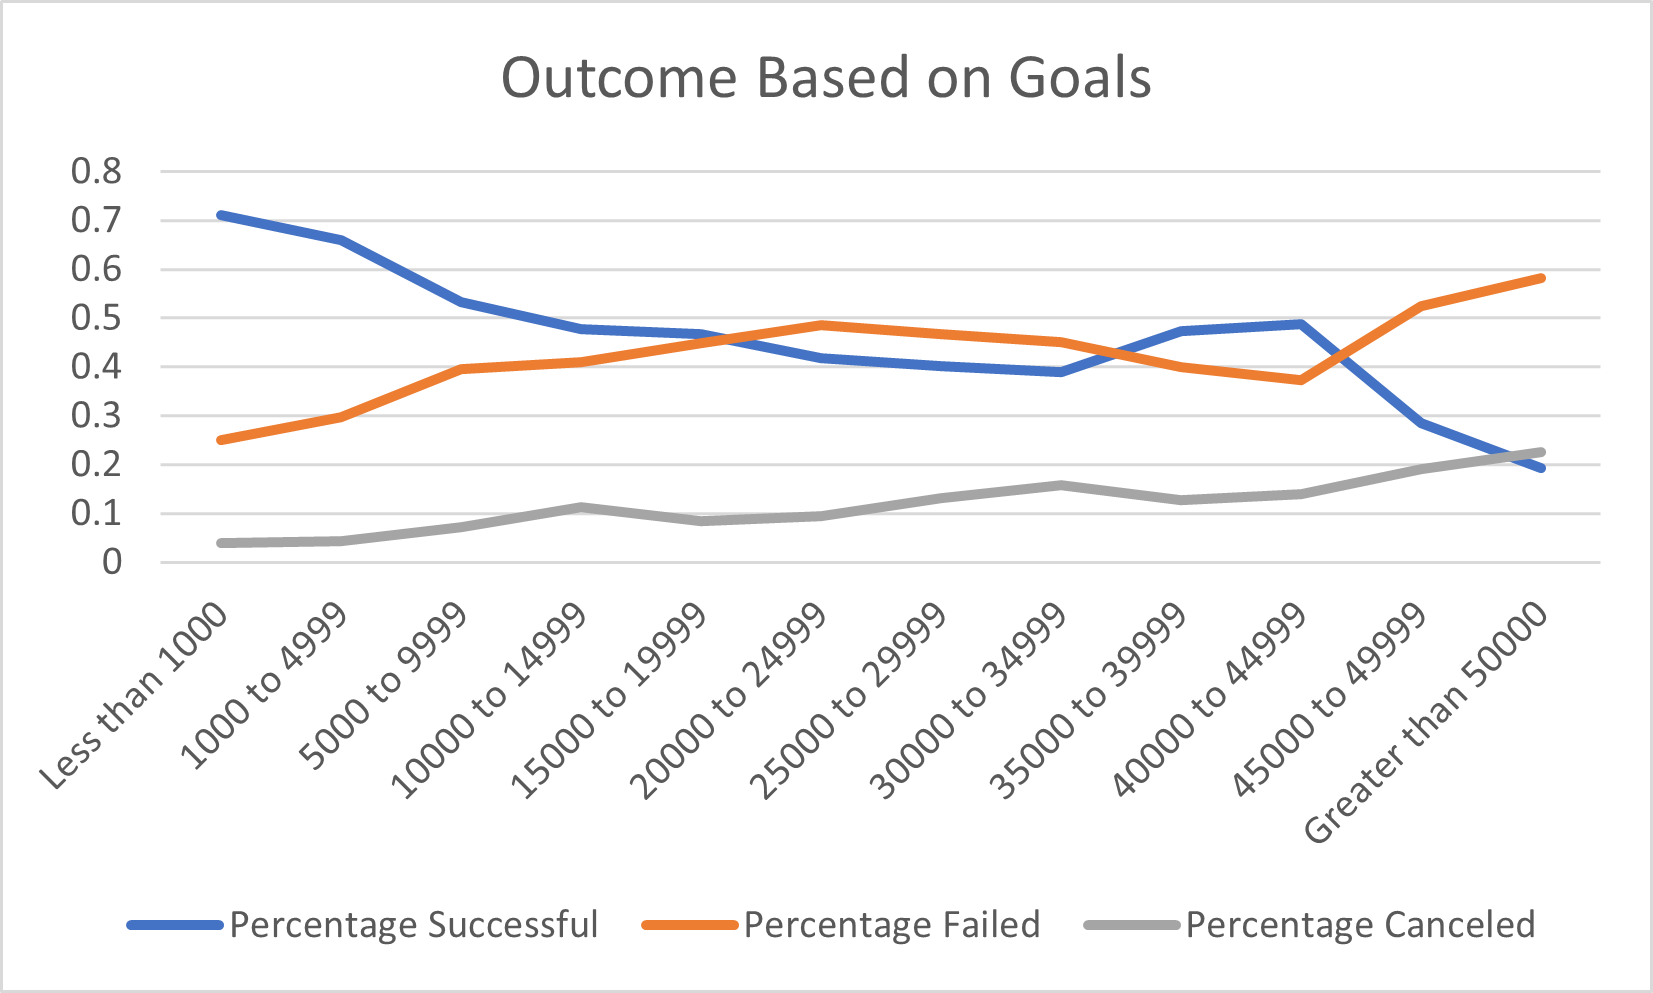 Outcome Based on Goals
0.8
0.7
0.6
0.5
0.4
0.3
0.2
0.1
0
Less than 1000
1000 to 4999
5000 to 9999
10000 to 14999
15000 to 19999
20000 to 24999
25000 to 29999
30000 to 34999
35000 to 39999
40000 to 44999
45000 to 49999
Greater than 50000
Percentage Successful
Percentage Failed
Percentage Canceled